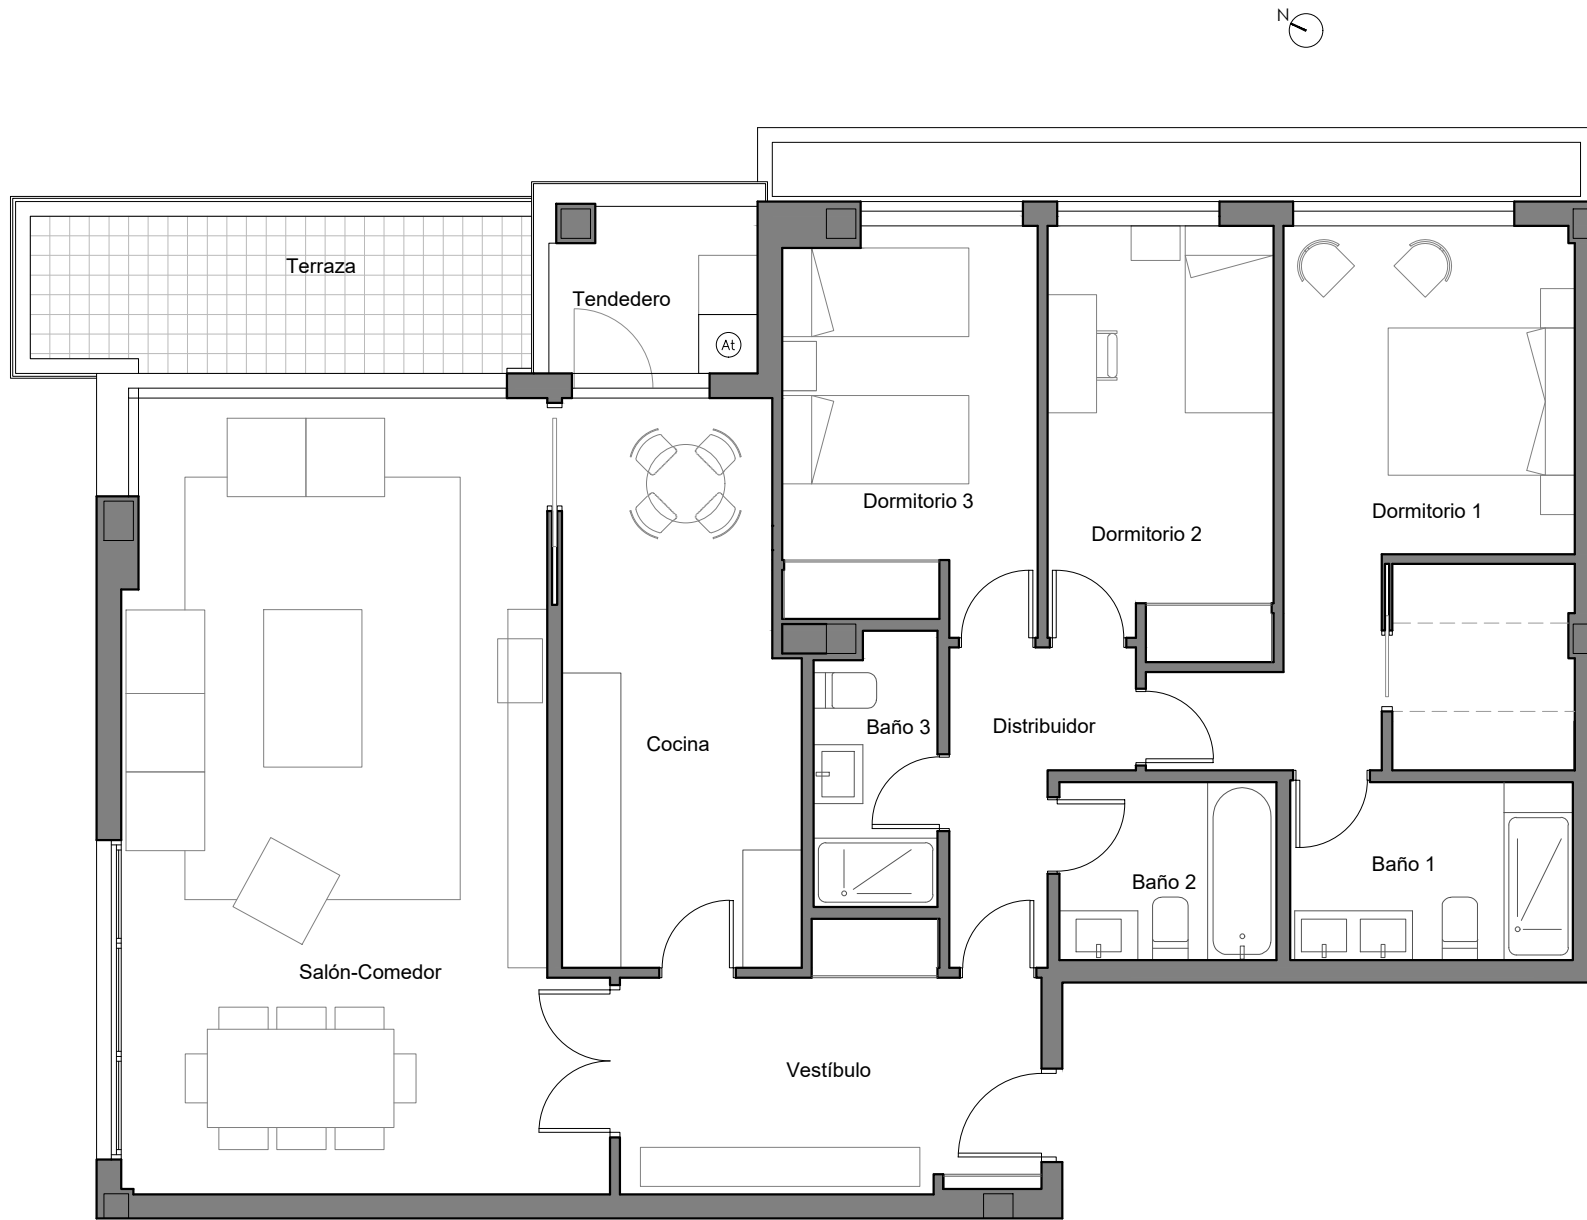 N
Terraza
Tendedero
At
Dormitorio 3
Dormitorio 2
Dormitorio 1
Cocina
Baño 3
Distribuidor
Baño 2
Baño 1
Salón-Comedor
Vestíbulo